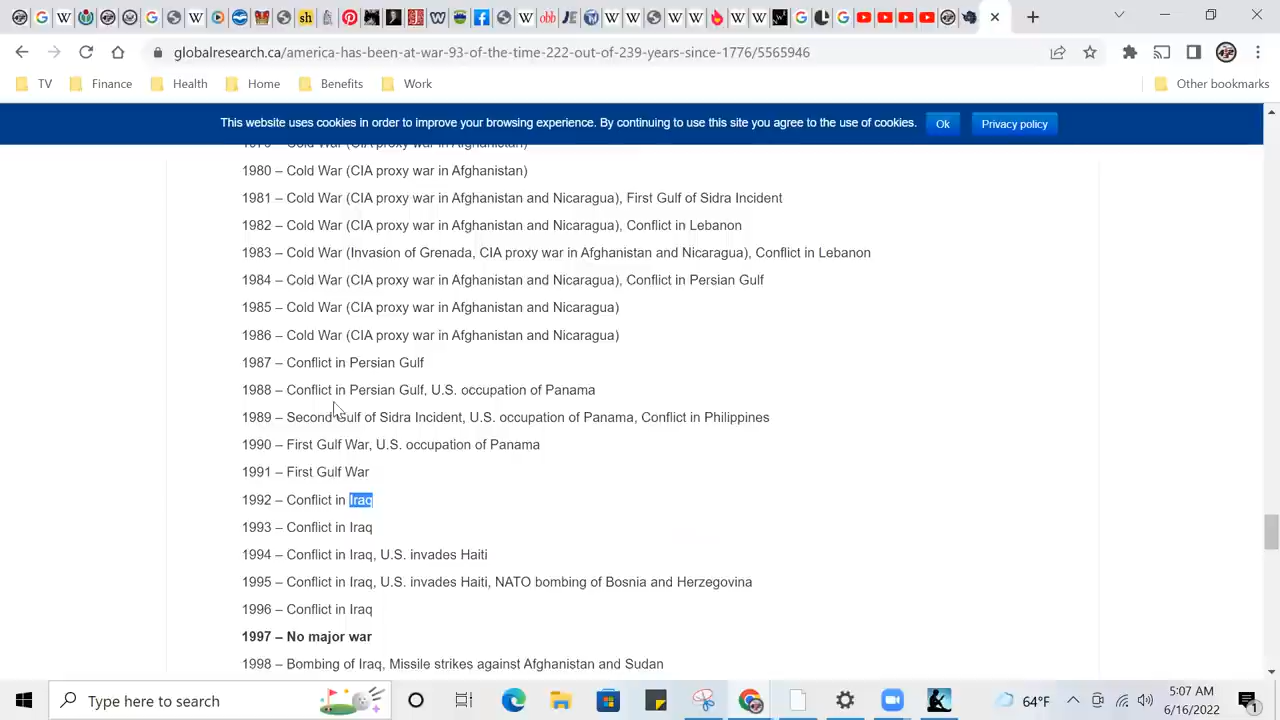 globalresearch.ca/america-has-been-at-war-93-of-the-time-222-out-of-239-years-since-1776/5565946
TV Finance Health Home Benefits Work Other bookmarks
This website uses cookies in order to improve your browsing experience. By continuing to use this site you agree to the use of cookies. Ok Privacy policy
1979 – Cold War (CIA proxy war in Afghanistan)
1980 – Cold War (CIA proxy war in Afghanistan)
1981 – Cold War (CIA proxy war in Afghanistan and Nicaragua), First Gulf of Sidra Incident
1982 – Cold War (CIA proxy war in Afghanistan and Nicaragua), Conflict in Lebanon
1983 – Cold War (Invasion of Grenada, CIA proxy war in Afghanistan and Nicaragua), Conflict in Lebanon
1984 – Cold War (CIA proxy war in Afghanistan and Nicaragua), Conflict in Persian Gulf
1985 – Cold War (CIA proxy war in Afghanistan and Nicaragua)
1986 – Cold War (CIA proxy war in Afghanistan and Nicaragua)
1987 – Conflict in Persian Gulf
1988 – Conflict in Persian Gulf, U.S. occupation of Panama
1989 – Second Gulf of Sidra Incident, U.S. occupation of Panama, Conflict in Philippines
1990 – First Gulf War, U.S. occupation of Panama
1991 – First Gulf War
1992 – Conflict in Iraq
1993 – Conflict in Iraq
1994 – Conflict in Iraq, U.S. invades Haiti
1995 – Conflict in Iraq, U.S. invades Haiti, NATO bombing of Bosnia and Herzegovina
1996 – Conflict in Iraq
1997 – No major war
1998 – Bombing of Iraq, Missile strikes against Afghanistan and Sudan
Type here to search
64°F
5:07 AM
6/16/2022
1